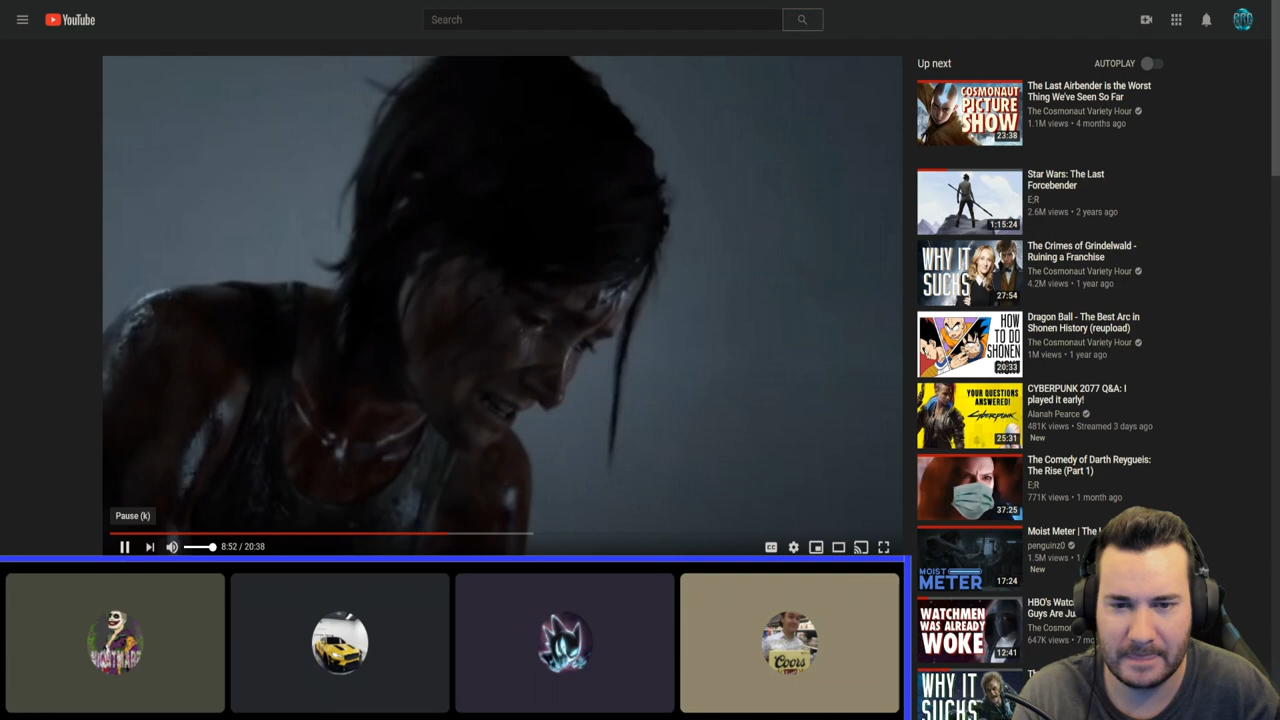 YouTube
Search
Up next
AUTOPLAY
COSMONAUT
PICTURE
SHOW
23:38
The Last Airbender is the Worst
Thing We've Seen So Far
The Cosmonaut Variety Hour
1.1M views • 4 months ago
1:15:24
Star Wars: The Last
Forcebender
E;R
2.6M views • 2 years ago
WHY IT
SUCKS
27:54
The Crimes of Grindelwald -
Ruining a Franchise
The Cosmonaut Variety Hour
4.2M views • 1 year ago
HOW
TO DO
SHONEN
RIGHT
20:33
Dragon Ball - The Best Arc in
Shonen History (reupload)
The Cosmonaut Variety Hour
1M views • 1 year ago
YOUR QUESTIONS
ANSWERED!
CYBERPUNK
25:31
CYBERPUNK 2077 Q&A: I
played it early!
Alanah Pearce
481K views • Streamed 3 days ago
New
37:25
The Comedy of Darth Reygueis:
The Rise (Part 1)
E;R
771K views • 1 month ago
MOIST
METER
17:24
Moist Meter | The
penguinz0
1.5M views • 1
New
WATCHMEN
WAS ALREADY
WOKE
12:41
HBO's Watc
Guys Are Ju
The Cosmo
647K views • 7 mo
WHY IT
SUCKS
Th
Pause (k)
8:52 / 20:38
CC
NIGHTMARE
Coors